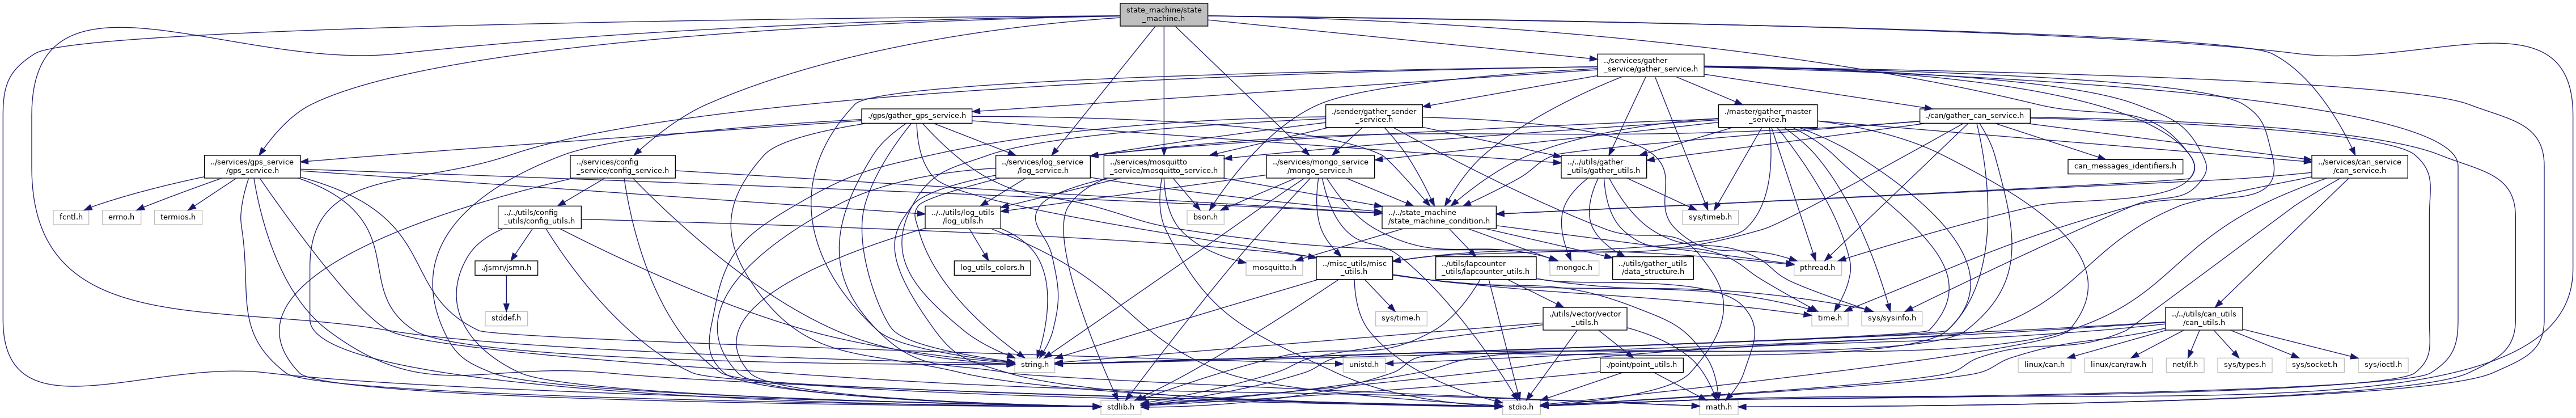 state_machine/state
_machine.h
../services/gather
_service/gather_service.h
./gps/gather_gps_service.h
./sender/gather_sender
_service.h
./master/gather_master
_service.h
./can/gather_can_service.h
../services/gps_service
/gps_service.h
../services/config
_service/config_service.h
../services/log_service
/log_service.h
../services/mosquitto
_service/mosquitto_service.h
../services/mongo_service
/mongo_service.h
../../utils/gather
_utils/gather_utils.h
can_messages_identifiers.h
../services/can_service
/can_service.h
fcntl.h
errno.h
termios.h
../../utils/config
_utils/config_utils.h
../../utils/log_utils
/log_utils.h
bson.h
../../state_machine
/state_machine_condition.h
sys/timeb.h
./jsmn/jsmn.h
log_utils_colors.h
mosquitto.h
../misc_utils/misc
_utils.h
../utils/lapcounter
_utils/lapcounter_utils.h
mongoc.h
../utils/gather_utils
/data_structure.h
pthread.h
stddef.h
sys/time.h
./utils/vector/vector
_utils.h
time.h
sys/sysinfo.h
../../utils/can_utils
/can_utils.h
string.h
unistd.h
./point/point_utils.h
linux/can.h
linux/can/raw.h
net/if.h
sys/types.h
sys/socket.h
sys/ioctl.h
stdlib.h
stdio.h
math.h